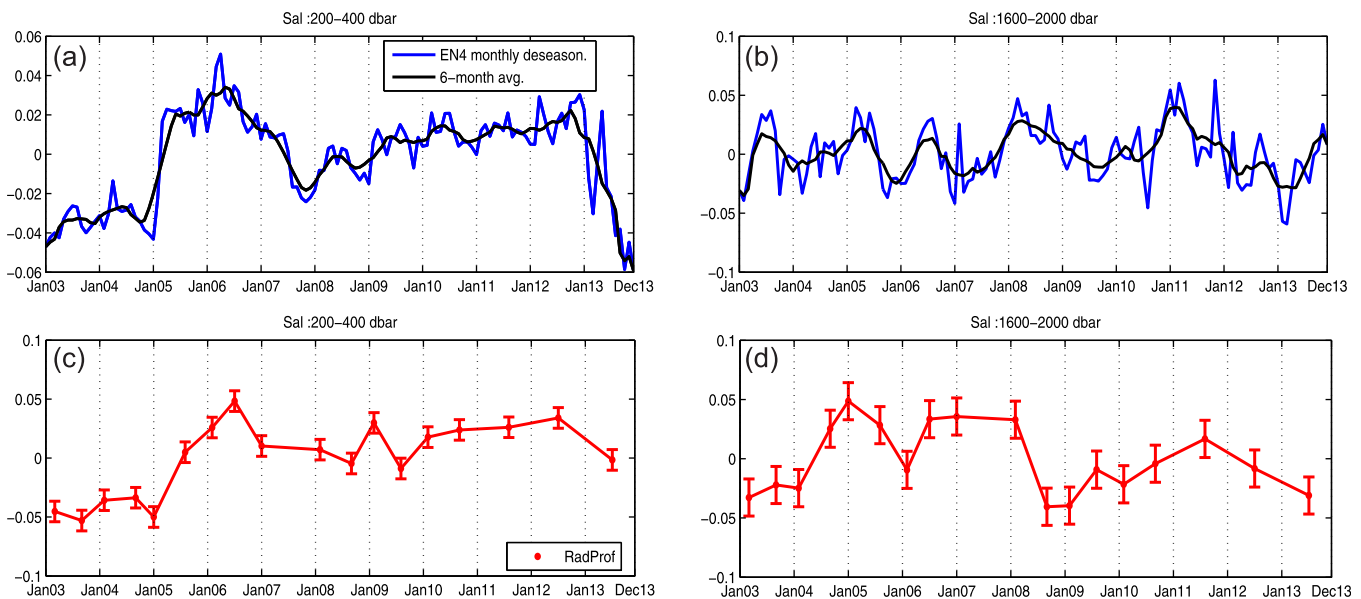 Sal :200−400 dbar
(a)
EN4 monthly deseason.
6−month avg.
0.06
0.04
0.02
0
−0.02
−0.04
−0.06
Jan03 Jan04 Jan05 Jan06 Jan07 Jan08 Jan09 Jan10 Jan11 Jan12 Jan13 Dec13
Sal :1600−2000 dbar
(b)
0.1
0.05
0
−0.05
−0.1
Jan03 Jan04 Jan05 Jan06 Jan07 Jan08 Jan09 Jan10 Jan11 Jan12 Jan13 Dec13
Sal :200−400 dbar
(c)
0.1
0.05
0
−0.05
−0.1
RadProf
Jan03 Jan04 Jan05 Jan06 Jan07 Jan08 Jan09 Jan10 Jan11 Jan12 Jan13 Dec13
Sal :1600−2000 dbar
(d)
0.1
0.05
0
−0.05
−0.1
Jan03 Jan04 Jan05 Jan06 Jan07 Jan08 Jan09 Jan10 Jan11 Jan12 Jan13 Dec13